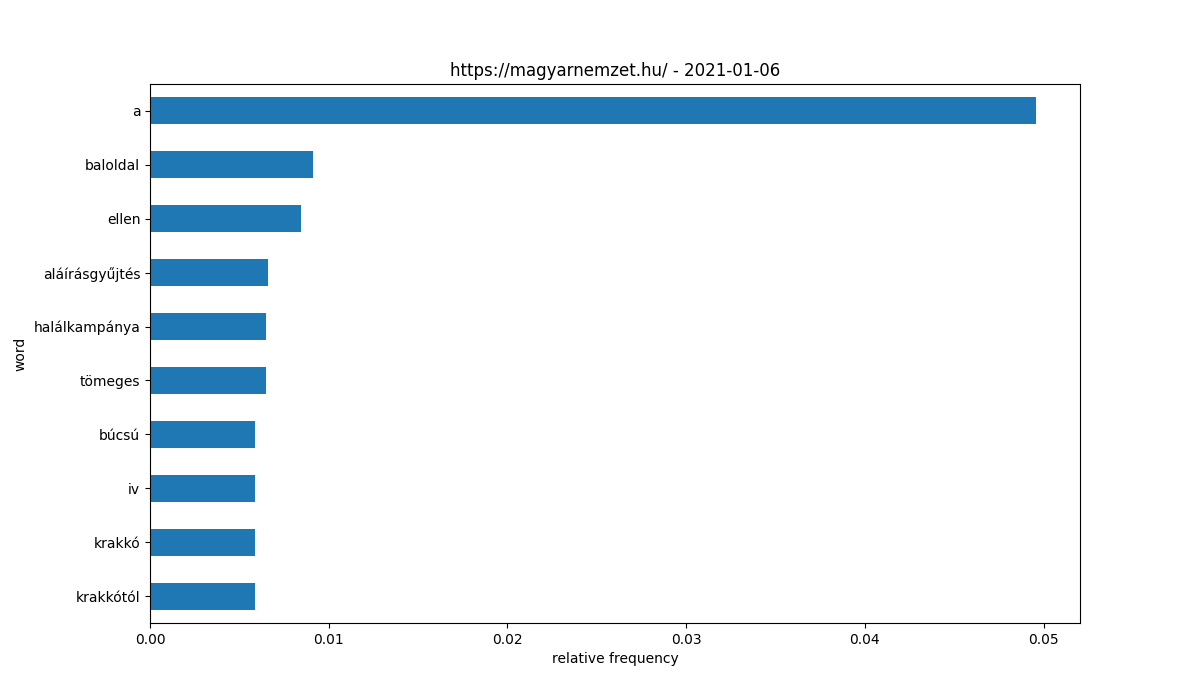 https://magyarnemzet.hu/ - 2021-01-06
a
baloldal
ellen
aláírásgyűjtés
halálkampánya
tömeges
búcsú
iv
krakkó
krakkótól
word
0.00 0.01 0.02 0.03 0.04 0.05
relative frequency